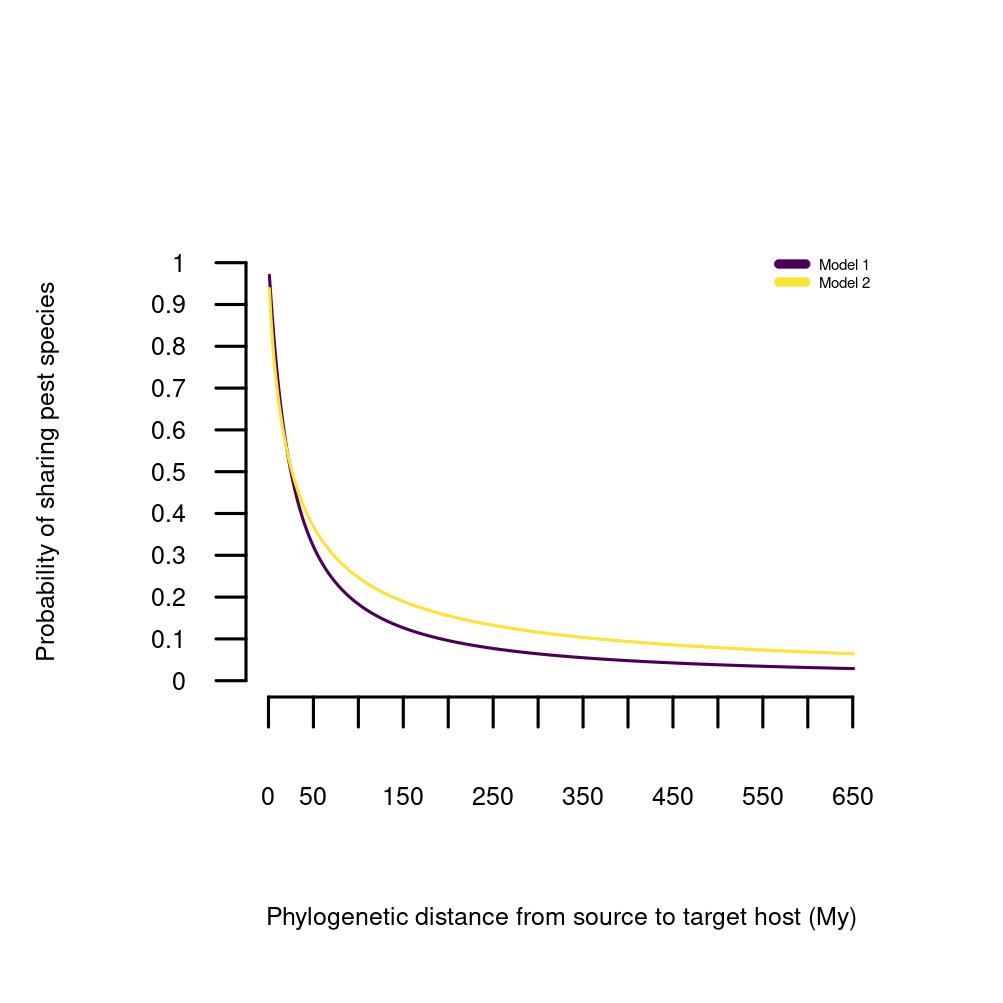 Model 1
Model 2
Probability of sharing pest species
1
0.9
0.8
0.7
0.6
0.5
0.4
0.3
0.2
0.1
0
0 50 150 250 350 450 550 650
Phylogenetic distance from source to target host (My)